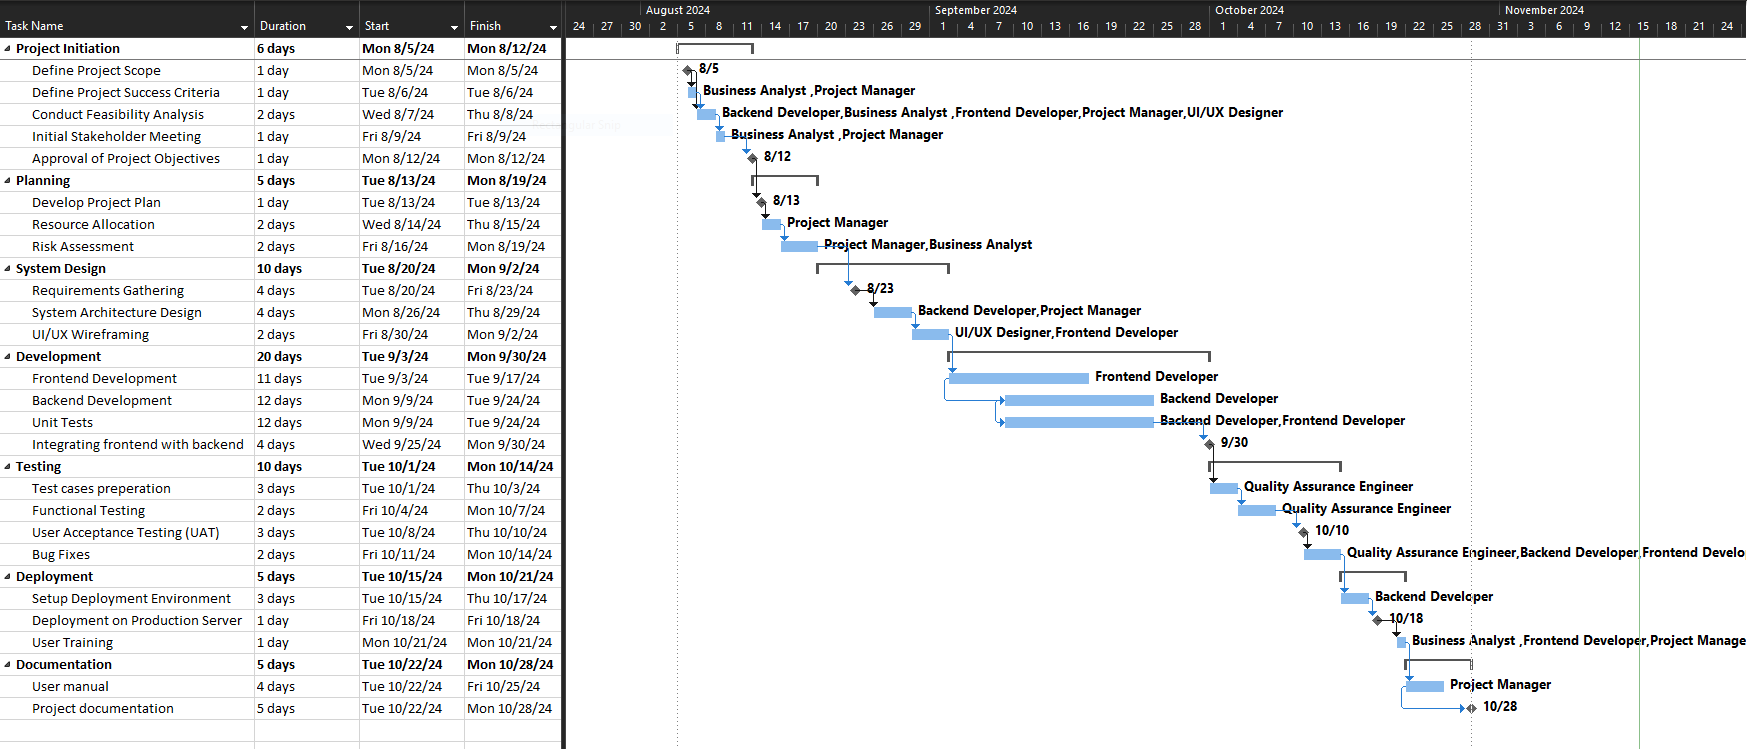 August 2024 September 2024 October 2024 November 2024
Task Name Duration Start Finish 24 27 30 2 5 8 11 14 17 20 23 26 29 1 4 7 10 13 16 19 22 25 28 1 4 7 10 13 16 19 22 25 28 31 3 6 9 12 15 18 21 24
Project Initiation 6 days Mon 8/5/24 Mon 8/12/24
Define Project Scope 1 day Mon 8/5/24 Mon 8/5/24 8/5
Define Project Success Criteria 1 day Tue 8/6/24 Tue 8/6/24 Business Analyst ,Project Manager
Conduct Feasibility Analysis 2 days Wed 8/7/24 Thu 8/8/24 Backend Developer,Business Analyst ,Frontend Developer,Project Manager,UI/UX Designer
Initial Stakeholder Meeting 1 day Fri 8/9/24 Fri 8/9/24 Business Analyst ,Project Manager
Approval of Project Objectives 1 day Mon 8/12/24 Mon 8/12/24 8/12
Planning 5 days Tue 8/13/24 Mon 8/19/24
Develop Project Plan 1 day Tue 8/13/24 Tue 8/13/24 8/13
Resource Allocation 2 days Wed 8/14/24 Thu 8/15/24 Project Manager
Risk Assessment 2 days Fri 8/16/24 Mon 8/19/24 Project Manager,Business Analyst
System Design 10 days Tue 8/20/24 Mon 9/2/24
Requirements Gathering 4 days Tue 8/20/24 Fri 8/23/24 8/23
System Architecture Design 4 days Mon 8/26/24 Thu 8/29/24 Backend Developer,Project Manager
UI/UX Wireframing 2 days Fri 8/30/24 Mon 9/2/24 UI/UX Designer,Frontend Developer
Development 20 days Tue 9/3/24 Mon 9/30/24
Frontend Development 11 days Tue 9/3/24 Tue 9/17/24 Frontend Developer
Backend Development 12 days Mon 9/9/24 Tue 9/24/24 Backend Developer
Unit Tests 12 days Mon 9/9/24 Tue 9/24/24 Backend Developer,Frontend Developer
Integrating frontend with backend 4 days Wed 9/25/24 Mon 9/30/24 9/30
Testing 10 days Tue 10/1/24 Mon 10/14/24
Test cases preperation 3 days Tue 10/1/24 Thu 10/3/24 Quality Assurance Engineer
Functional Testing 2 days Fri 10/4/24 Mon 10/7/24 Quality Assurance Engineer
User Acceptance Testing (UAT) 3 days Tue 10/8/24 Thu 10/10/24 10/10
Bug Fixes 2 days Fri 10/11/24 Mon 10/14/24 Quality Assurance Engineer,Backend Developer,Frontend Develo
Deployment 5 days Tue 10/15/24 Mon 10/21/24
Setup Deployment Environment 3 days Tue 10/15/24 Thu 10/17/24 Backend Developer
Deployment on Production Server 1 day Fri 10/18/24 Fri 10/18/24 10/18
User Training 1 day Mon 10/21/24 Mon 10/21/24 Business Analyst ,Frontend Developer,Project Manage
Documentation 5 days Tue 10/22/24 Mon 10/28/24
User manual 4 days Tue 10/22/24 Fri 10/25/24 Project Manager
Project documentation 5 days Tue 10/22/24 Mon 10/28/24 10/28